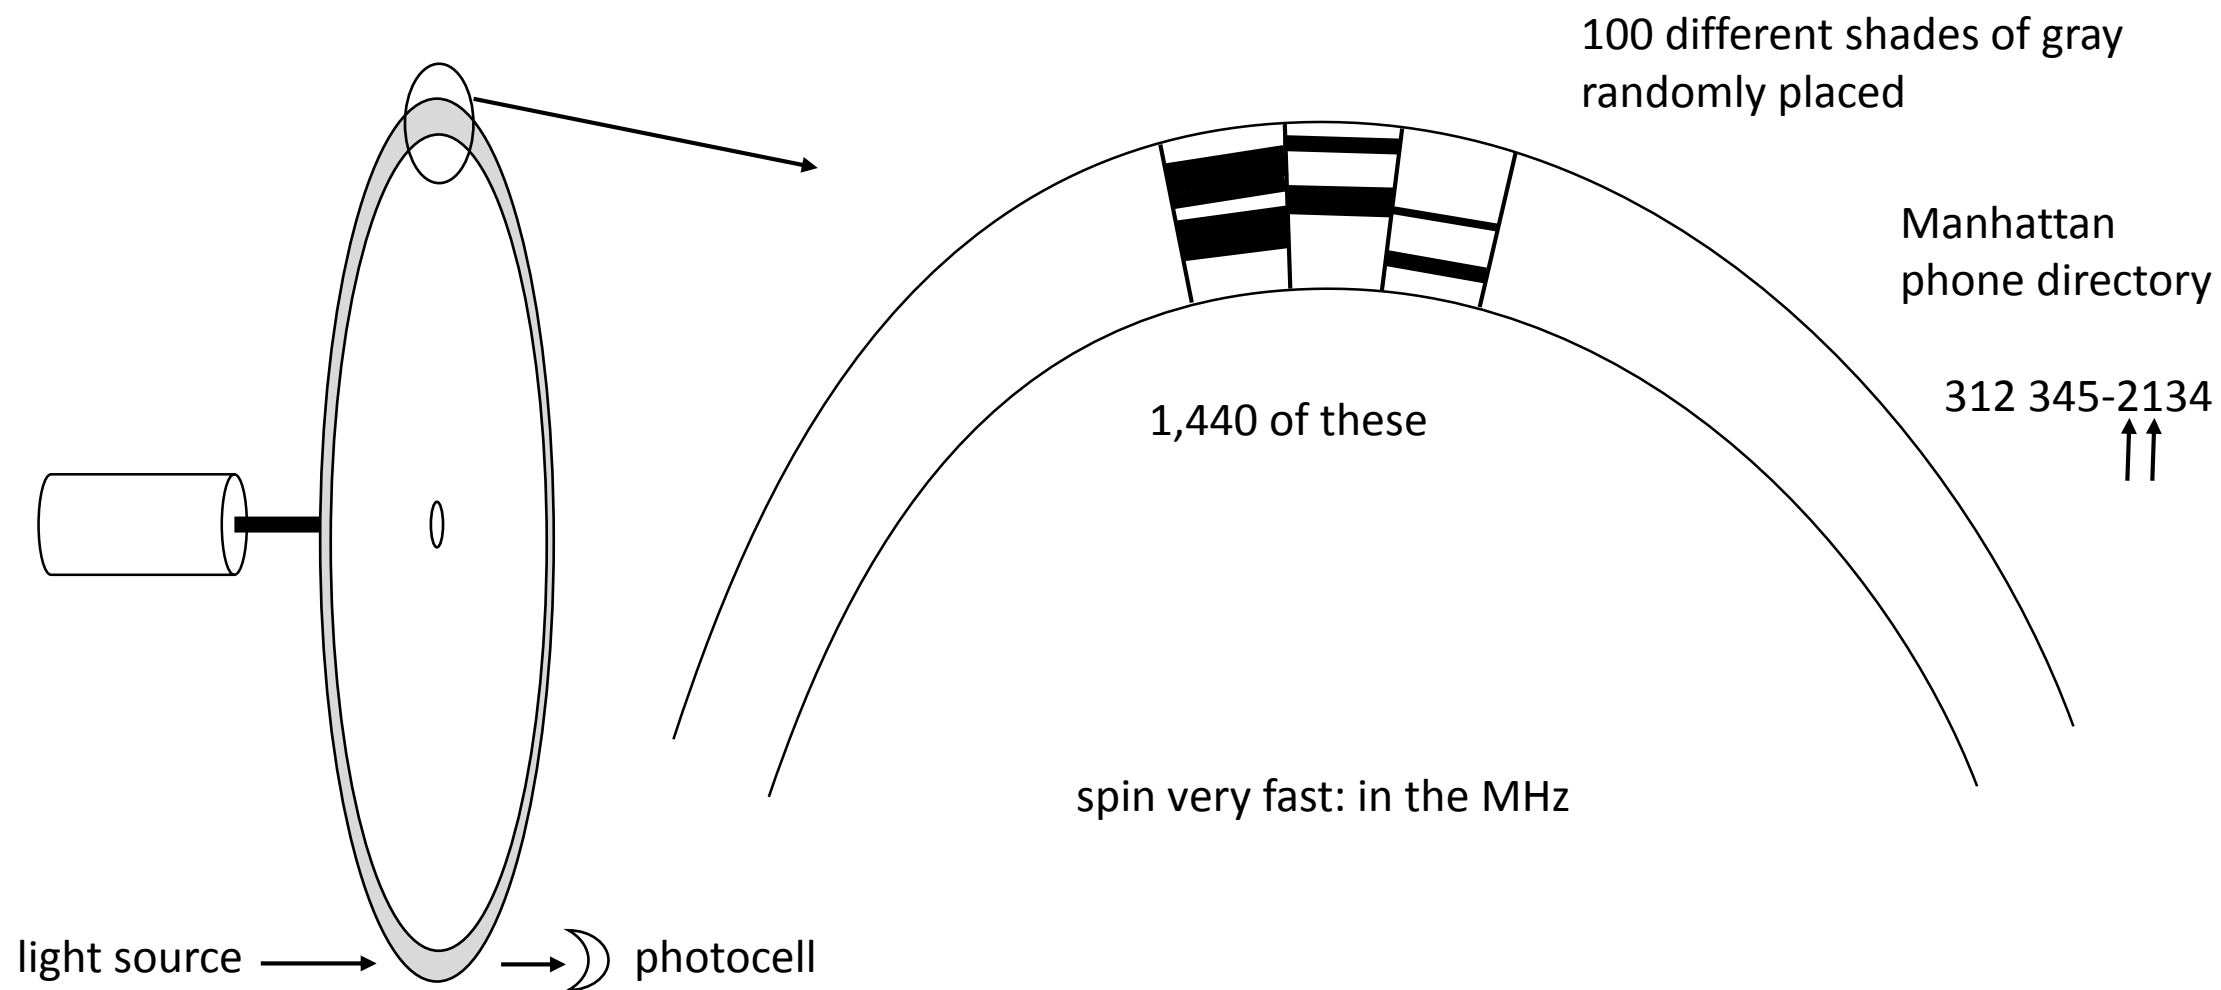 100 different shades of gray
randomly placed
Manhattan
phone directory
312 345-2134
1,440 of these
spin very fast: in the MHz
light source
photocell